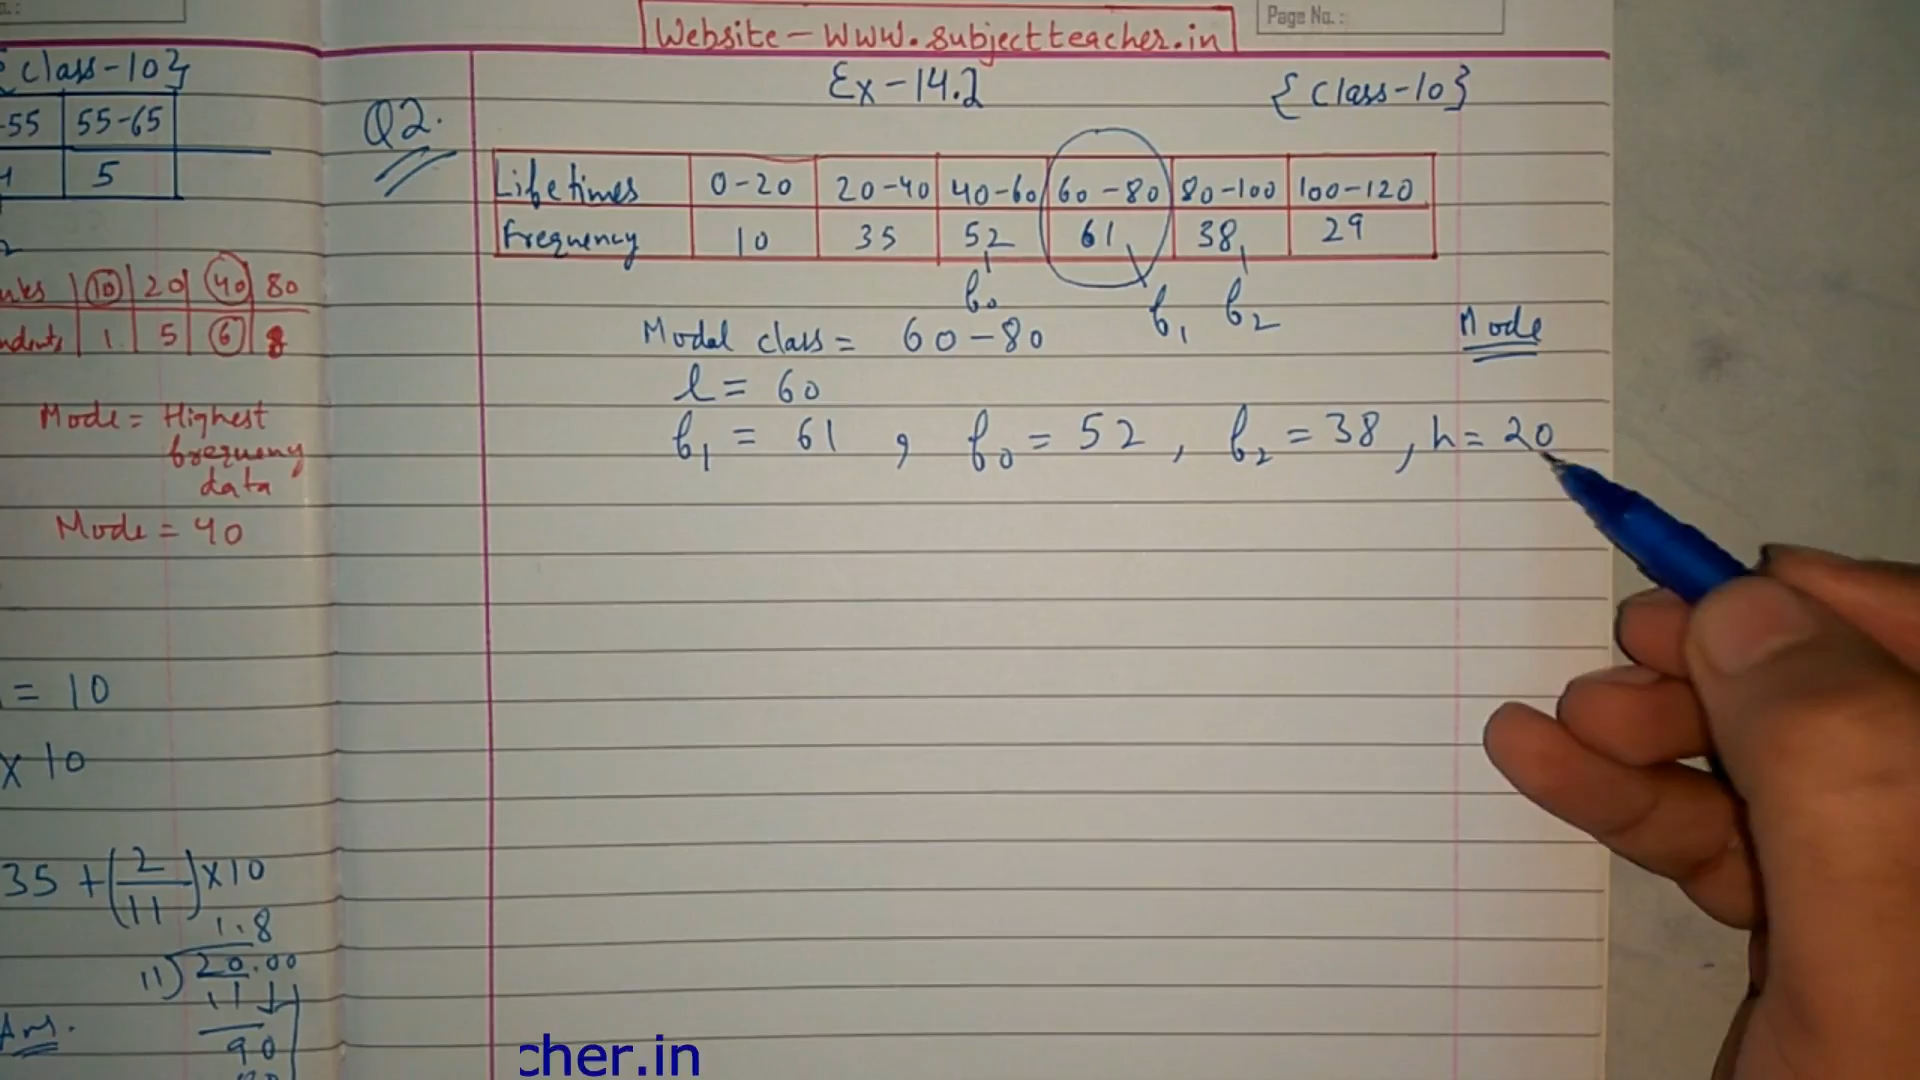 Page No. :
Website - www.subjectteacher.in
Class-10}
-55 55-65
5
10 20 40 80
1 5 6 8
Mode = Highest
frequeny
data
Mode = 40
= 10
x 10
35 + (2/11) x 10
1.8
11)20.00
11
90
Ans.
Ex-14.2 {Class-10}
Q2.
Lifetimes 0-20 20-40 40-60 60-80 80-100 100-120
Frequency 10 35 52 61 38 29
f₀ f₁ f₂
Modal class = 60-80 Mode
l = 60
f₁ = 61 , f₀ = 52 , f₂ = 38 , h = 20
cher.in